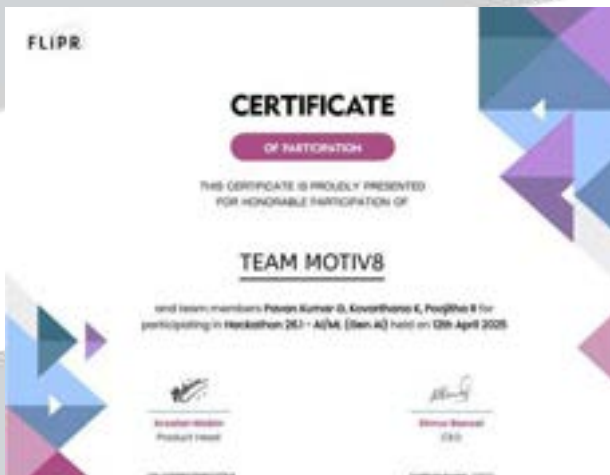 FLiPR
CERTIFICATE
OF PARTICIPATION
THIS CERTIFICATE IS PROUDLY PRESENTED
FOR HONORABLE PARTICIPATION OF
TEAM MOTIV8
and team members Pavan Kumar G, Kovarthana K, Poojitha R for
participating in Hackathon 26.1 - AI/ML (Gen AI) held on 12th April 2025
Product Head
CEO